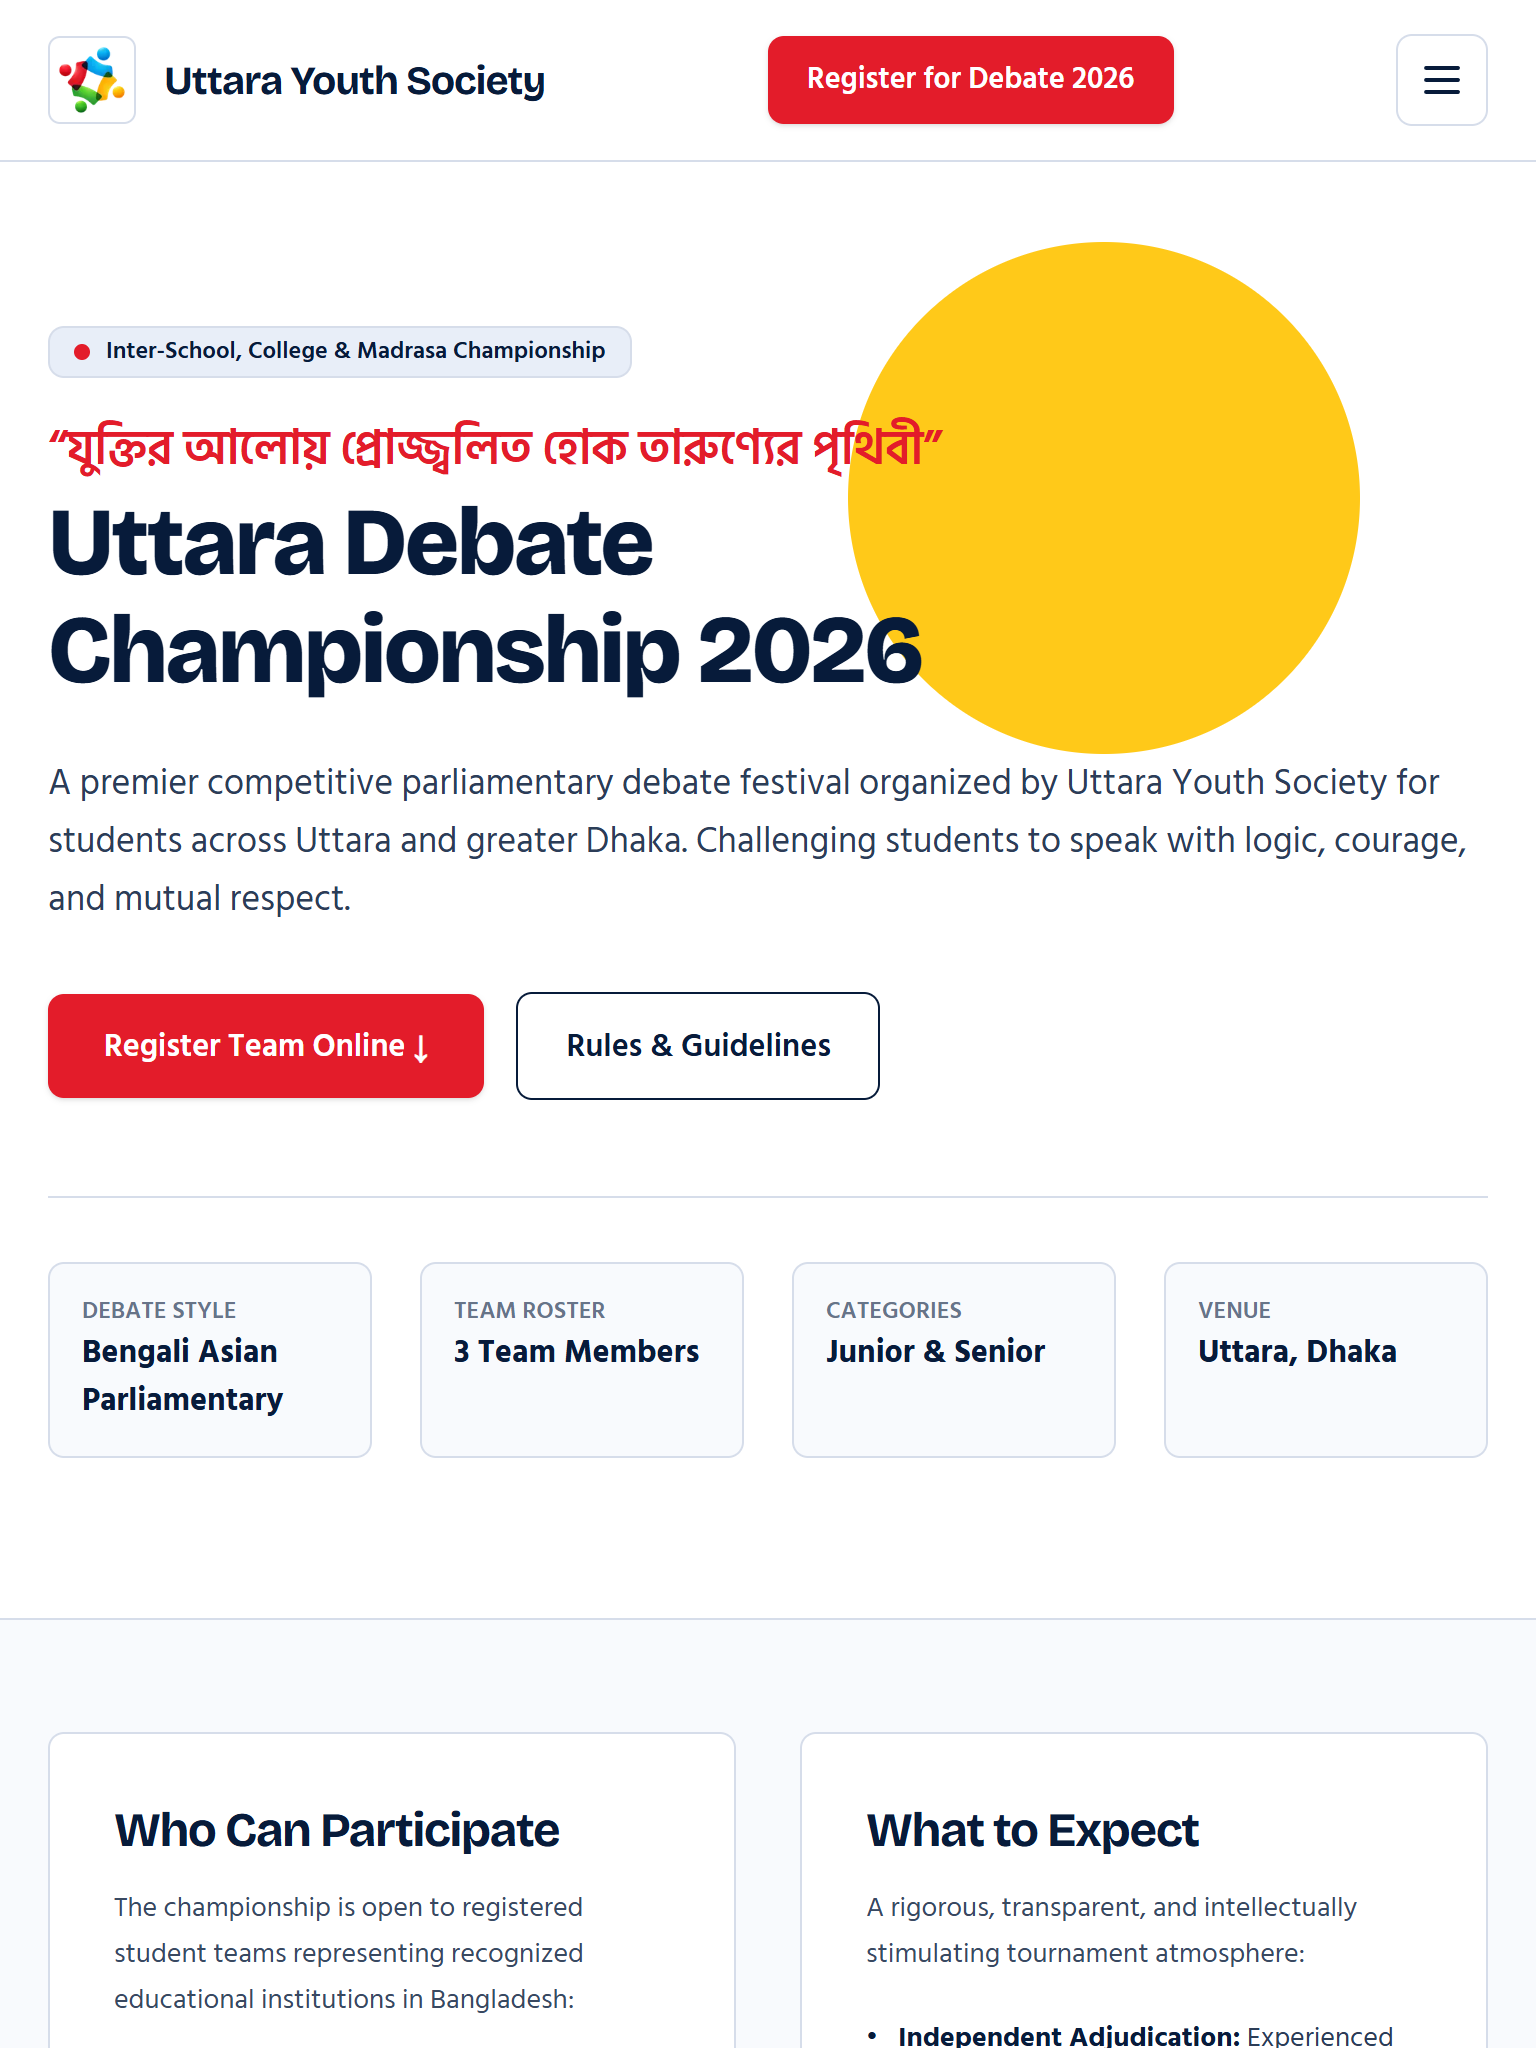 Uttara Youth Society
Register for Debate 2026
Inter-School, College & Madrasa Championship
“যুক্তির আলোয় প্রোজ্জ্বলিত হোক তারুণ্যের পৃথিবী”
Uttara Debate
Championship 2026
A premier competitive parliamentary debate festival organized by Uttara Youth Society for
students across Uttara and greater Dhaka. Challenging students to speak with logic, courage,
and mutual respect.
Register Team Online ↓
Rules & Guidelines
DEBATE STYLE
Bengali Asian
Parliamentary
TEAM ROSTER
3 Team Members
CATEGORIES
Junior & Senior
VENUE
Uttara, Dhaka
Who Can Participate
The championship is open to registered
student teams representing recognized
educational institutions in Bangladesh:
What to Expect
A rigorous, transparent, and intellectually
stimulating tournament atmosphere:
• Independent Adjudication: Experienced